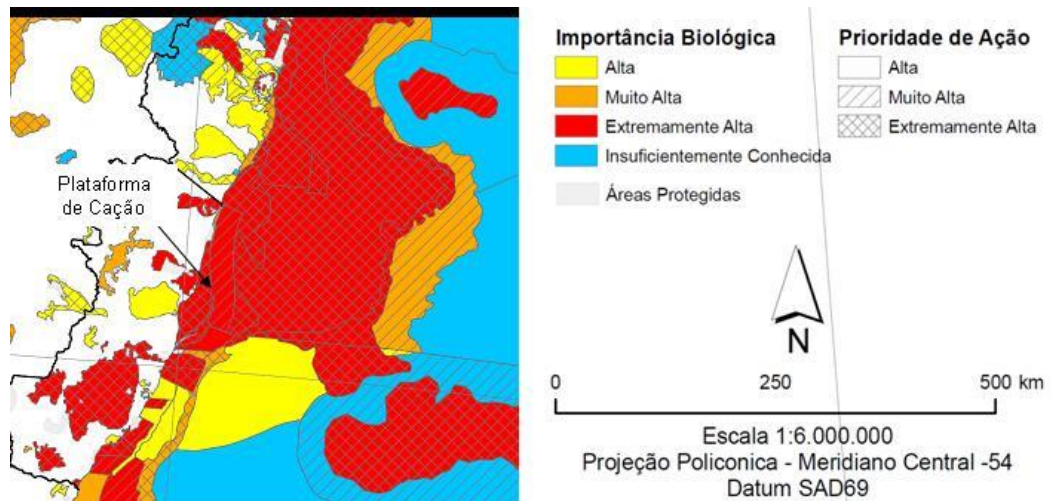 Plataforma
de Cação
Importância Biológica
Alta
Muito Alta
Extremamente Alta
Insuficientemente Conhecida
Áreas Protegidas
Prioridade de Ação
Alta
Muito Alta
Extremamente Alta
N
0 250 500 km
Escala 1:6.000.000
Projeção Policonica - Meridiano Central -54
Datum SAD69